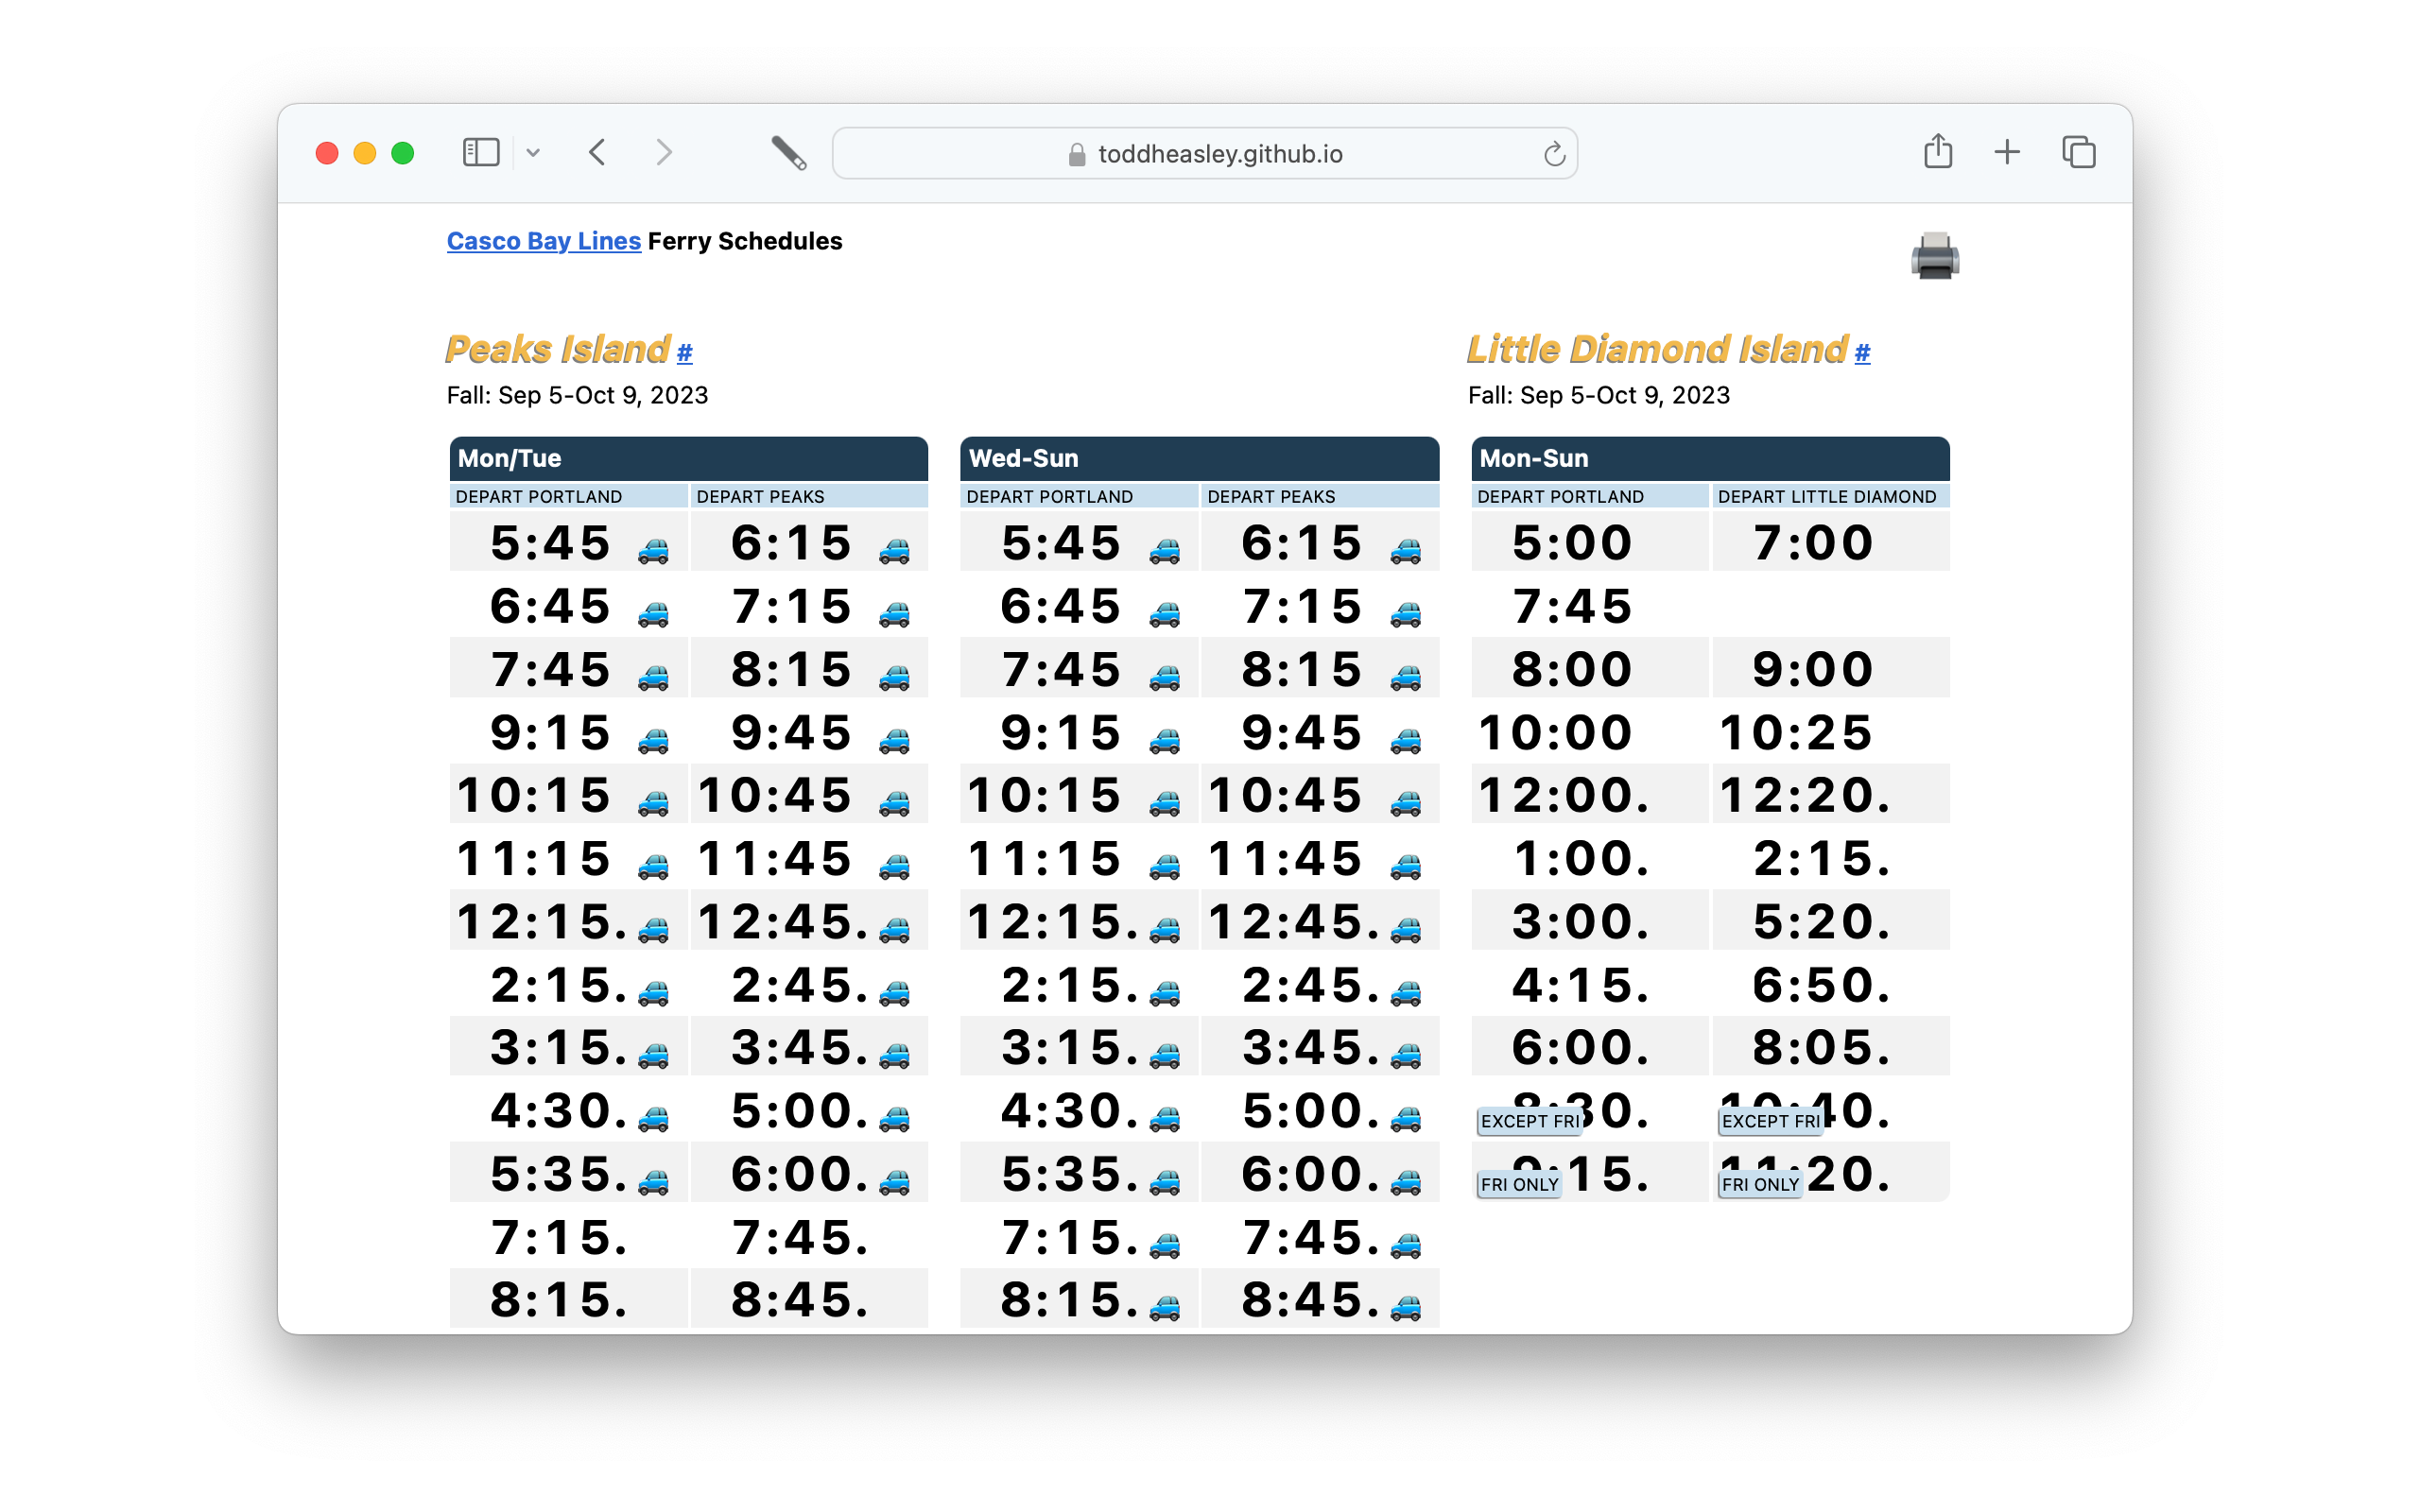 toddheasley.github.io
Casco Bay Lines Ferry Schedules
Peaks Island #
Fall: Sep 5-Oct 9, 2023
Mon/Tue
DEPART PORTLAND DEPART PEAKS
5:45 6:15
6:45 7:15
7:45 8:15
9:15 9:45
10:15 10:45
11:15 11:45
12:15. 12:45.
2:15. 2:45.
3:15. 3:45.
4:30. 5:00.
5:35. 6:00.
7:15. 7:45.
8:15. 8:45.
Wed-Sun
DEPART PORTLAND DEPART PEAKS
5:45 6:15
6:45 7:15
7:45 8:15
9:15 9:45
10:15 10:45
11:15 11:45
12:15. 12:45.
2:15. 2:45.
3:15. 3:45.
4:30. 5:00.
5:35. 6:00.
7:15. 7:45.
8:15. 8:45.
Little Diamond Island #
Fall: Sep 5-Oct 9, 2023
Mon-Sun
DEPART PORTLAND DEPART LITTLE DIAMOND
5:00 7:00
7:45
8:00 9:00
10:00 10:25
12:00. 12:20.
1:00. 2:15.
3:00. 5:20.
4:15. 6:50.
6:00. 8:05.
8:30. 10:40.
EXCEPT FRI EXCEPT FRI
9:15. 11:20.
FRI ONLY FRI ONLY